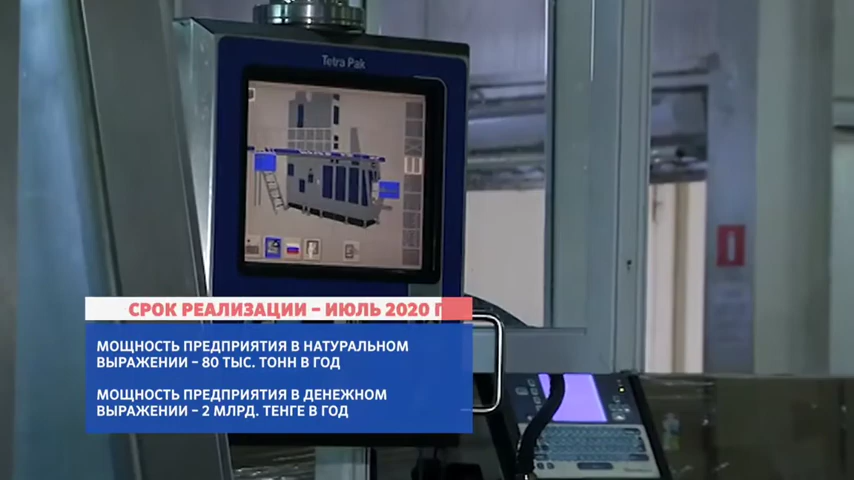 Tetra Pak
СРОК РЕАЛИЗАЦИИ – ИЮЛЬ 2020 Г
МОЩНОСТЬ ПРЕДПРИЯТИЯ В НАТУРАЛЬНОМ
ВЫРАЖЕНИИ – 80 ТЫС. ТОНН В ГОД
МОЩНОСТЬ ПРЕДПРИЯТИЯ В ДЕНЕЖНОМ
ВЫРАЖЕНИИ – 2 МЛРД. ТЕНГЕ В ГОД